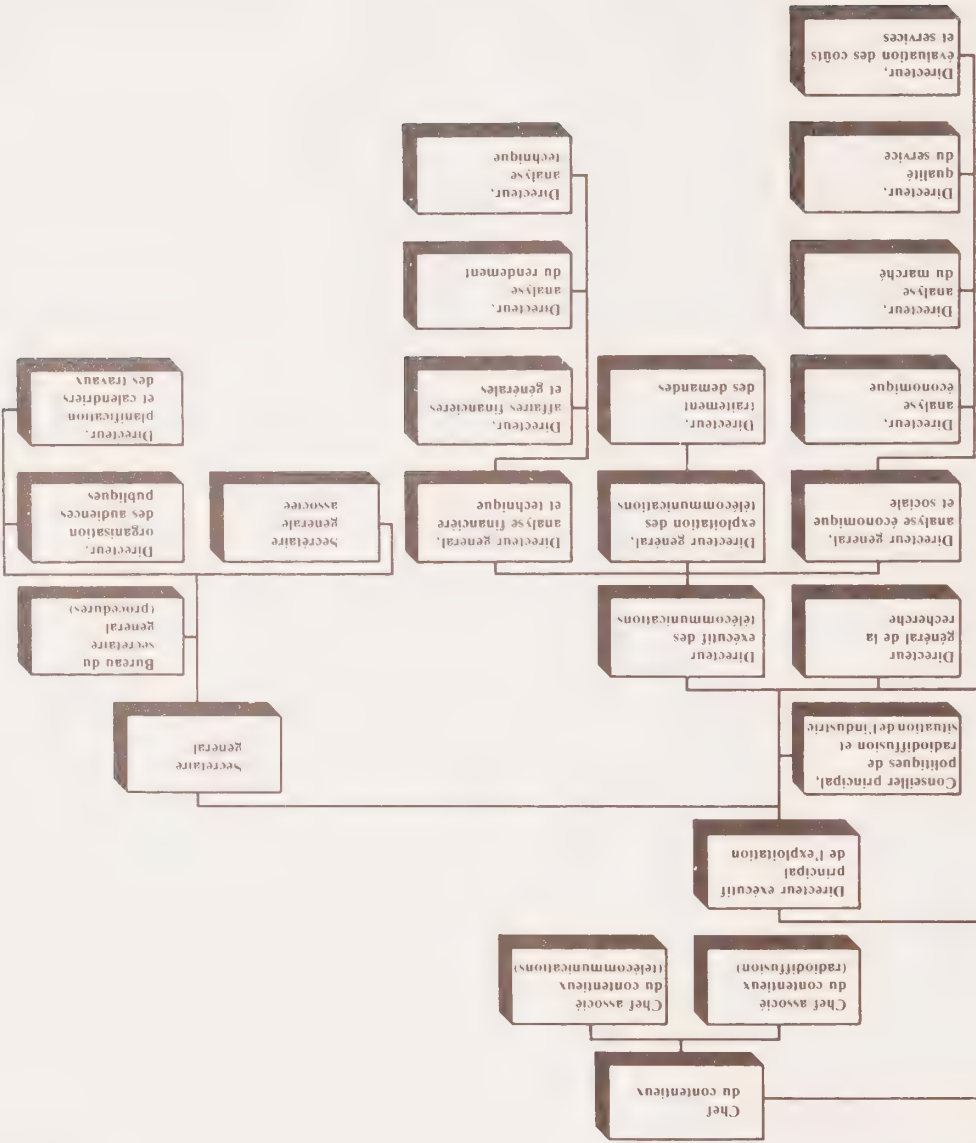 Chef
du contentieux
Chef associé
du contentieux
(radiodiffusion)
Chef associé
du contentieux
(télécommunications)
Directeur exécutif
principal
de l'exploitation
Conseiller principal,
politiques de
radiodiffusion et
situation de l'industrie
Secrétaire
général
Directeur
général de la
recherche
Directeur
exécutif des
télécommunications
Bureau du
secrétaire
général
(procédures)
Directeur général,
analyse économique
et sociale
Directeur général,
exploitation des
télécommunications
Directeur général,
analyse financière
et technique
Secrétaire
générale
associée
Directeur,
organisation
des audiences
publiques
Directeur,
analyse
économique
Directeur,
traitement
des demandes
Directeur,
affaires financières
et générales
Directeur,
planification
et calendriers
des travaux
Directeur,
analyse
du marché
Directeur,
analyse
du rendement
Directeur,
qualité
du service
Directeur,
analyse
technique
Directeur,
évaluation des coûts
et services